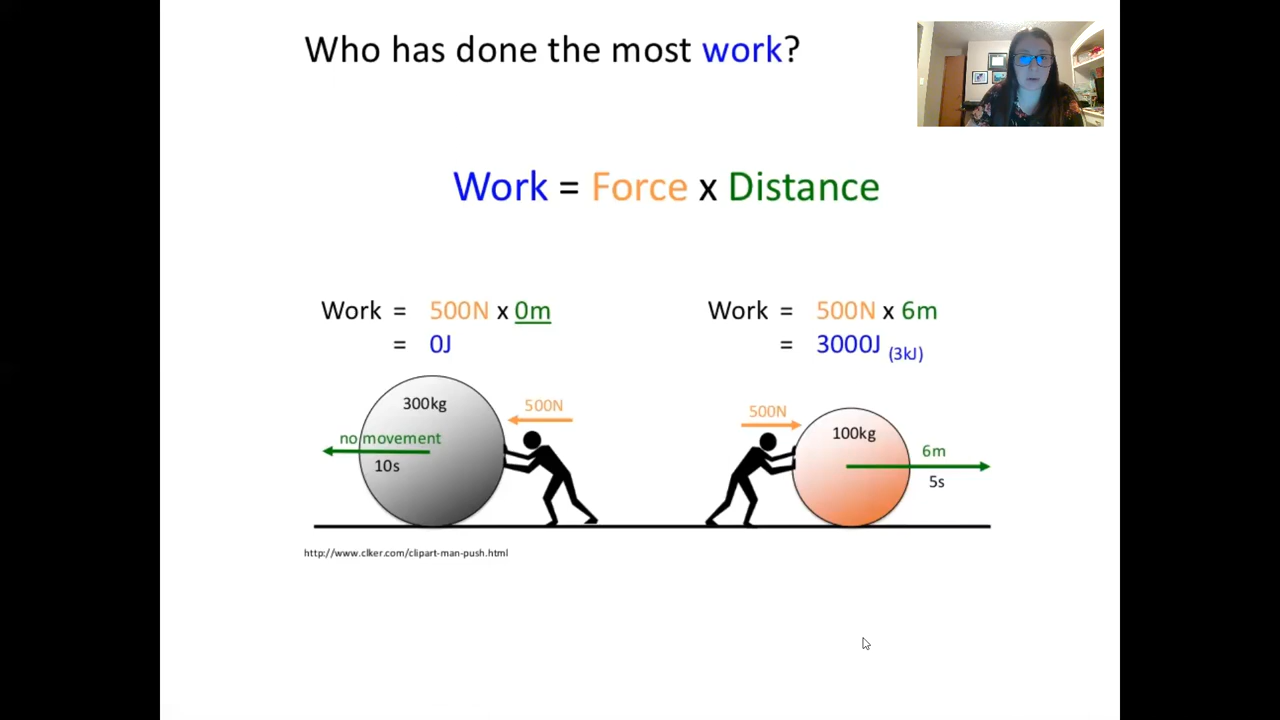 Who has done the most work?
Work = Force x Distance
Work = 500N x 0m
= 0J
Work = 500N x 6m
= 3000J (3kJ)
300kg
500N
no movement
10s
500N
100kg
6m
5s
http://www.clker.com/clipart-man-push.html